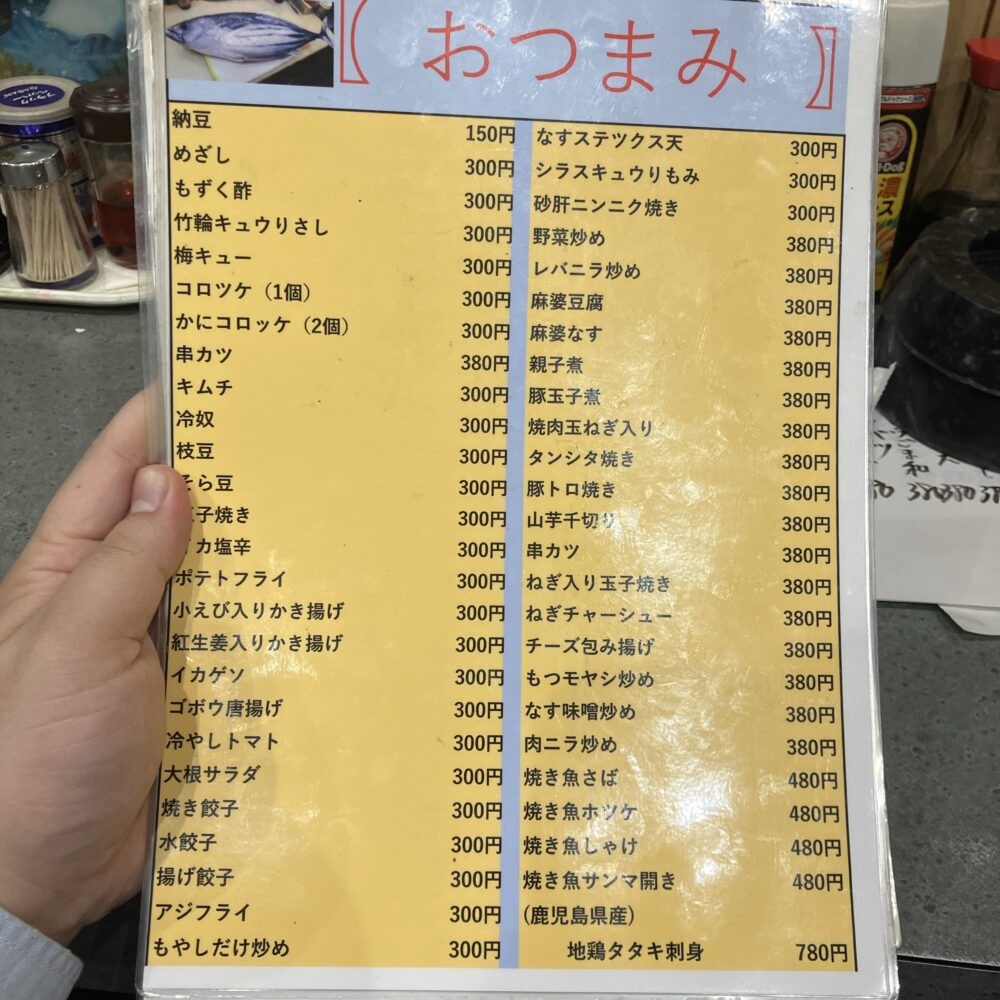 【 おつまみ 】
納豆 150円
めざし 300円
もずく酢 300円
竹輪キュウりさし 300円
梅キュー 300円
コロツケ（1個） 300円
かにコロッケ（2個） 300円
串カツ 380円
キムチ 300円
冷奴 300円
枝豆 300円
そら豆 300円
子焼き 300円
イカ塩辛 300円
ポテトフライ 300円
小えび入りかき揚げ 300円
紅生姜入りかき揚げ 300円
イカゲソ 300円
ゴボウ唐揚げ 300円
冷やしトマト 300円
大根サラダ 300円
焼き餃子 300円
水餃子 300円
揚げ餃子 300円
アジフライ 300円
もやしだけ炒め 300円
なすステツクス天 300円
シラスキュウりもみ 300円
砂肝ニンニク焼き 300円
野菜炒め 380円
レバニラ炒め 380円
麻婆豆腐 380円
麻婆なす 380円
親子煮 380円
豚玉子煮 380円
焼肉玉ねぎ入り 380円
タンシタ焼き 380円
豚トロ焼き 380円
山芋千切り 380円
串カツ 380円
ねぎ入り玉子焼き 380円
ねぎチャーシュー 380円
チーズ包み揚げ 380円
もつモヤシ炒め 380円
なす味噌炒め 380円
肉ニラ炒め 380円
焼き魚さば 480円
焼き魚ホツケ 480円
焼き魚しゃけ 480円
焼き魚サンマ開き 480円
（鹿児島県産）
地鶏タタキ刺身 780円